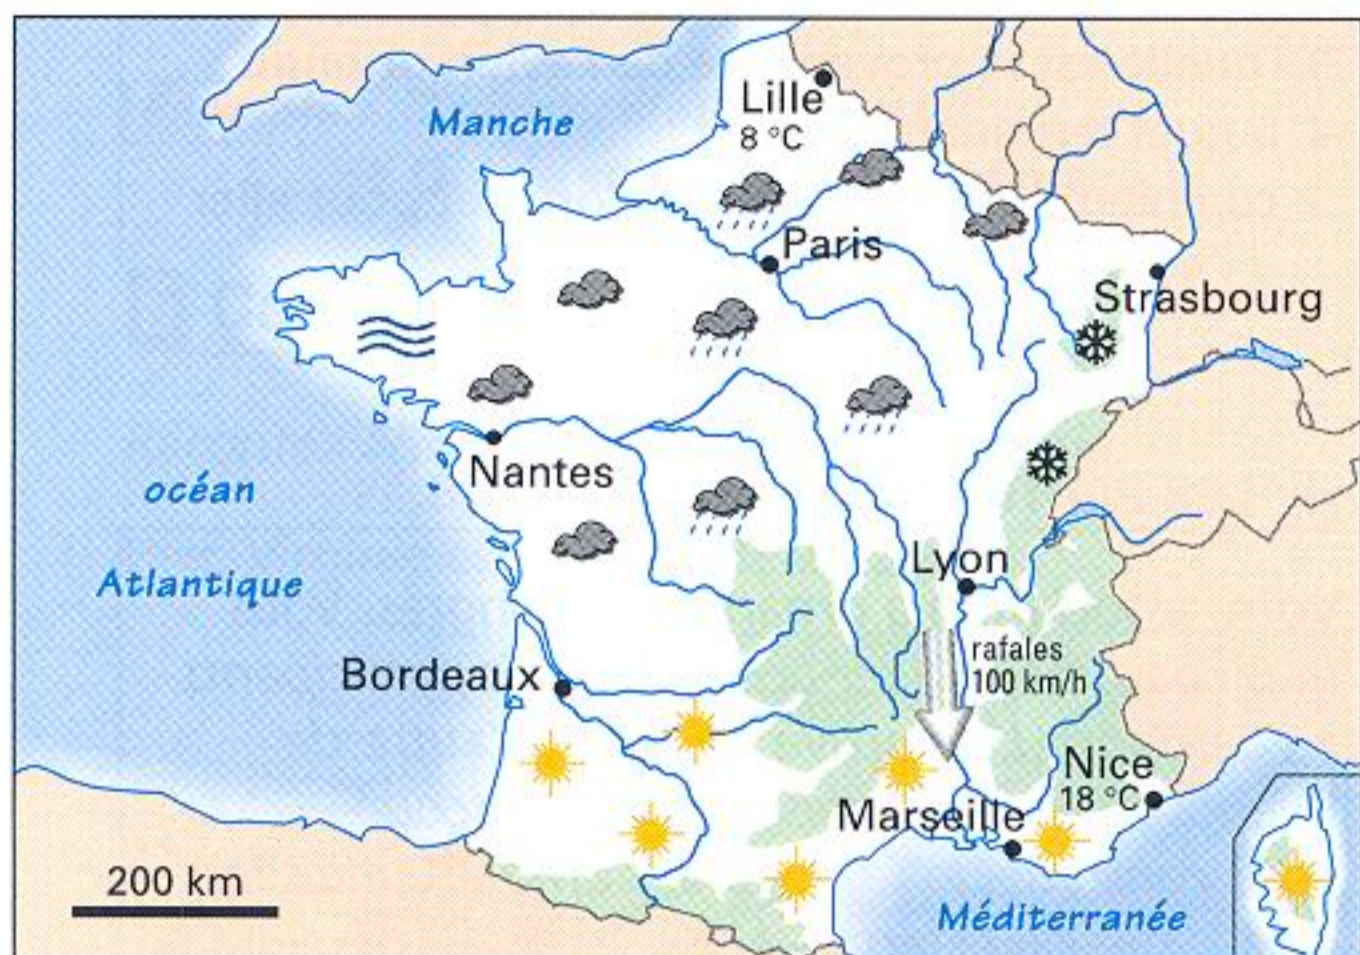 Lille
8 °C
Manche
Paris
Strasbourg
Nantes
océan
Atlantique
Lyon
rafales
100 km/h
Bordeaux
Nice
18 °C
Marseille
200 km
Méditerranée